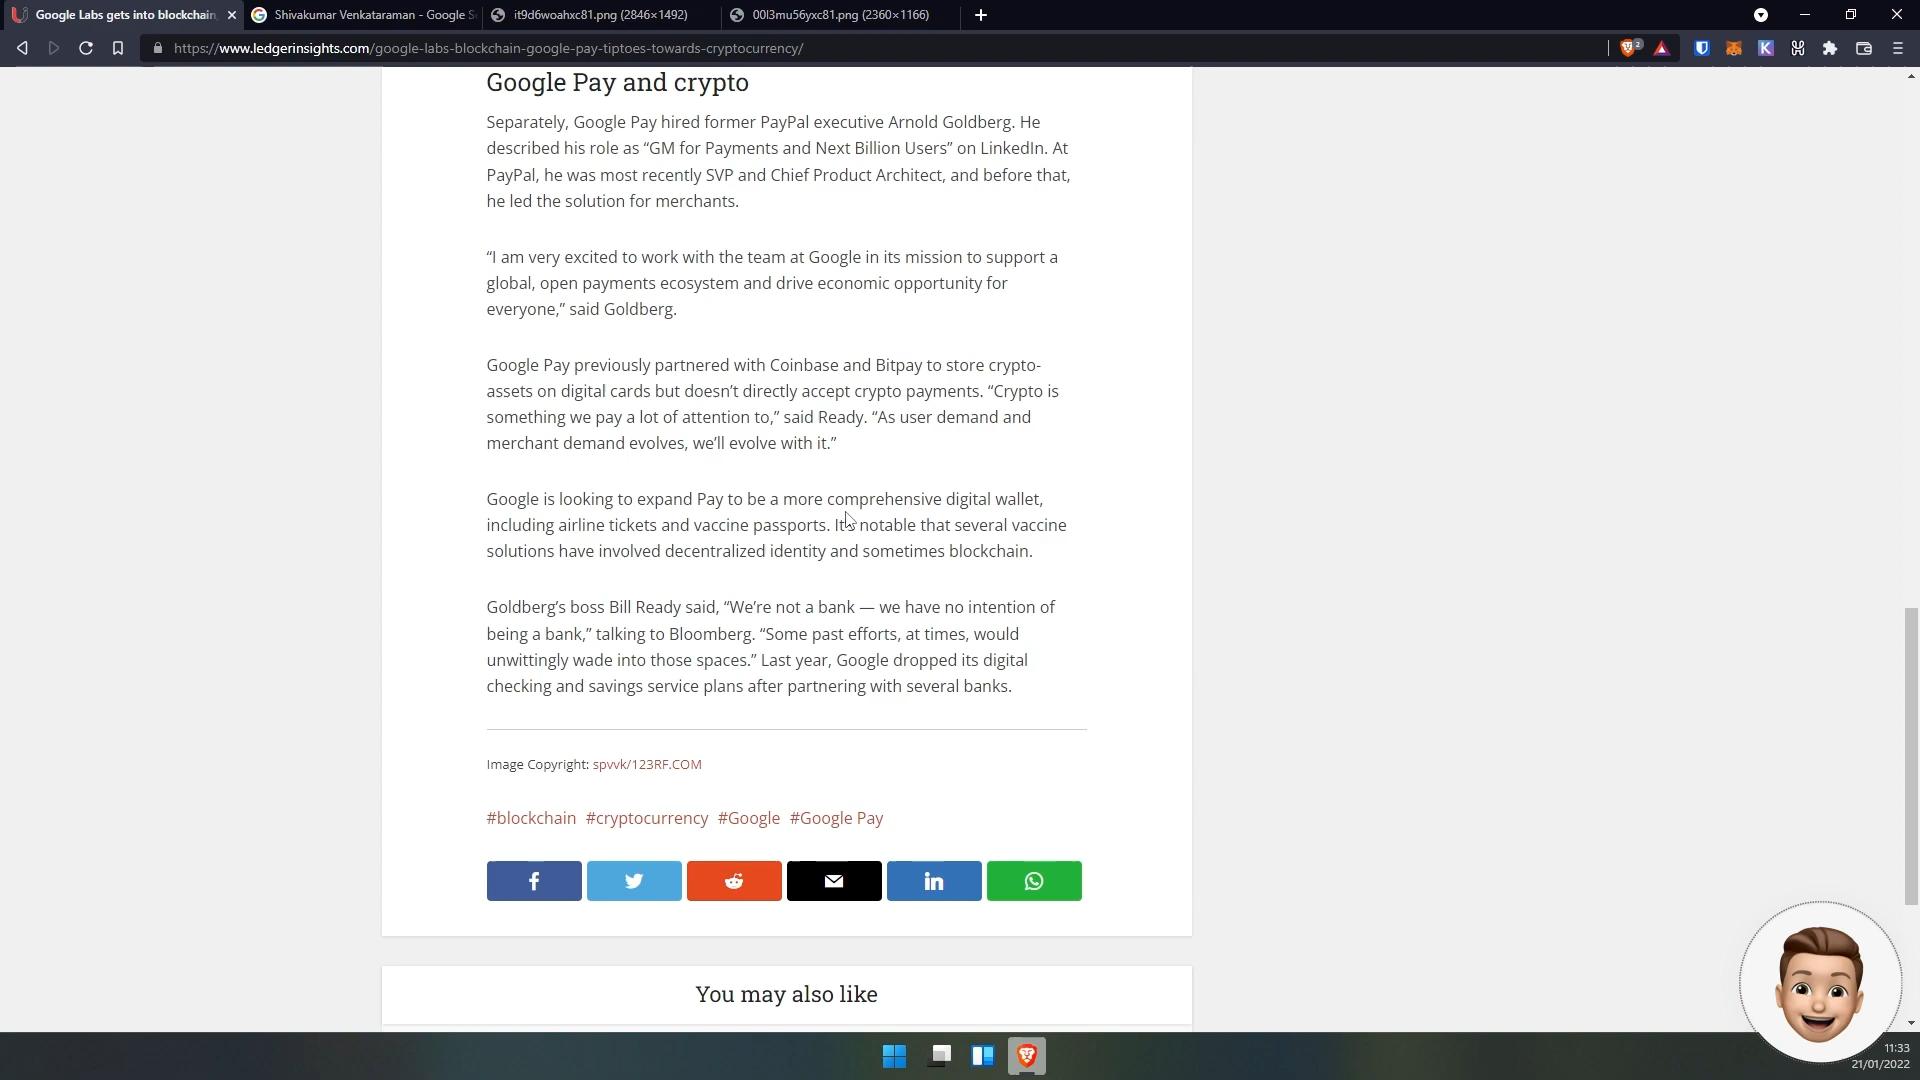 Google Labs gets into blockchain,
Shivakumar Venkataraman - Google S
it9d6woahxc81.png (2846×1492)
00l3mu56yxc81.png (2360×1166)
https://www.ledgerinsights.com/google-labs-blockchain-google-pay-tiptoes-towards-cryptocurrency/
2
K
Google Pay and crypto
Separately, Google Pay hired former PayPal executive Arnold Goldberg. He
described his role as “GM for Payments and Next Billion Users” on LinkedIn. At
PayPal, he was most recently SVP and Chief Product Architect, and before that,
he led the solution for merchants.
“I am very excited to work with the team at Google in its mission to support a
global, open payments ecosystem and drive economic opportunity for
everyone,” said Goldberg.
Google Pay previously partnered with Coinbase and Bitpay to store crypto-
assets on digital cards but doesn’t directly accept crypto payments. “Crypto is
something we pay a lot of attention to,” said Ready. “As user demand and
merchant demand evolves, we’ll evolve with it.”
Google is looking to expand Pay to be a more comprehensive digital wallet,
including airline tickets and vaccine passports. It’s notable that several vaccine
solutions have involved decentralized identity and sometimes blockchain.
Goldberg’s boss Bill Ready said, “We’re not a bank — we have no intention of
being a bank,” talking to Bloomberg. “Some past efforts, at times, would
unwittingly wade into those spaces.” Last year, Google dropped its digital
checking and savings service plans after partnering with several banks.
Image Copyright: spvvk/123RF.COM
#blockchain #cryptocurrency #Google #Google Pay
You may also like
11:33
21/01/2022